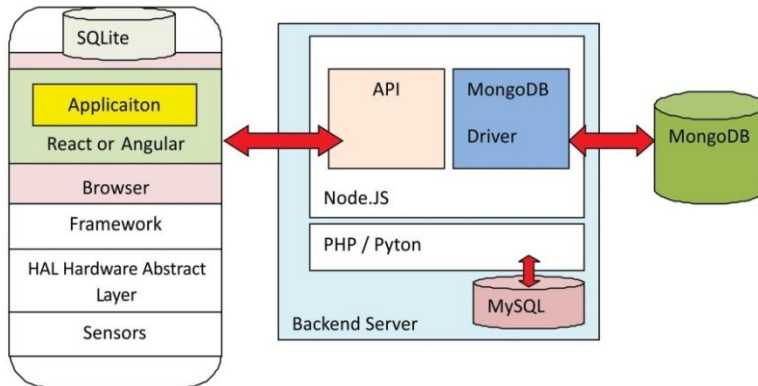 SQLite
Applicaiton
React or Angular
Browser
Framework
HAL Hardware Abstract
Layer
Sensors
API
MongoDB
Driver
Node.JS
PHP / Pyton
MySQL
Backend Server
MongoDB